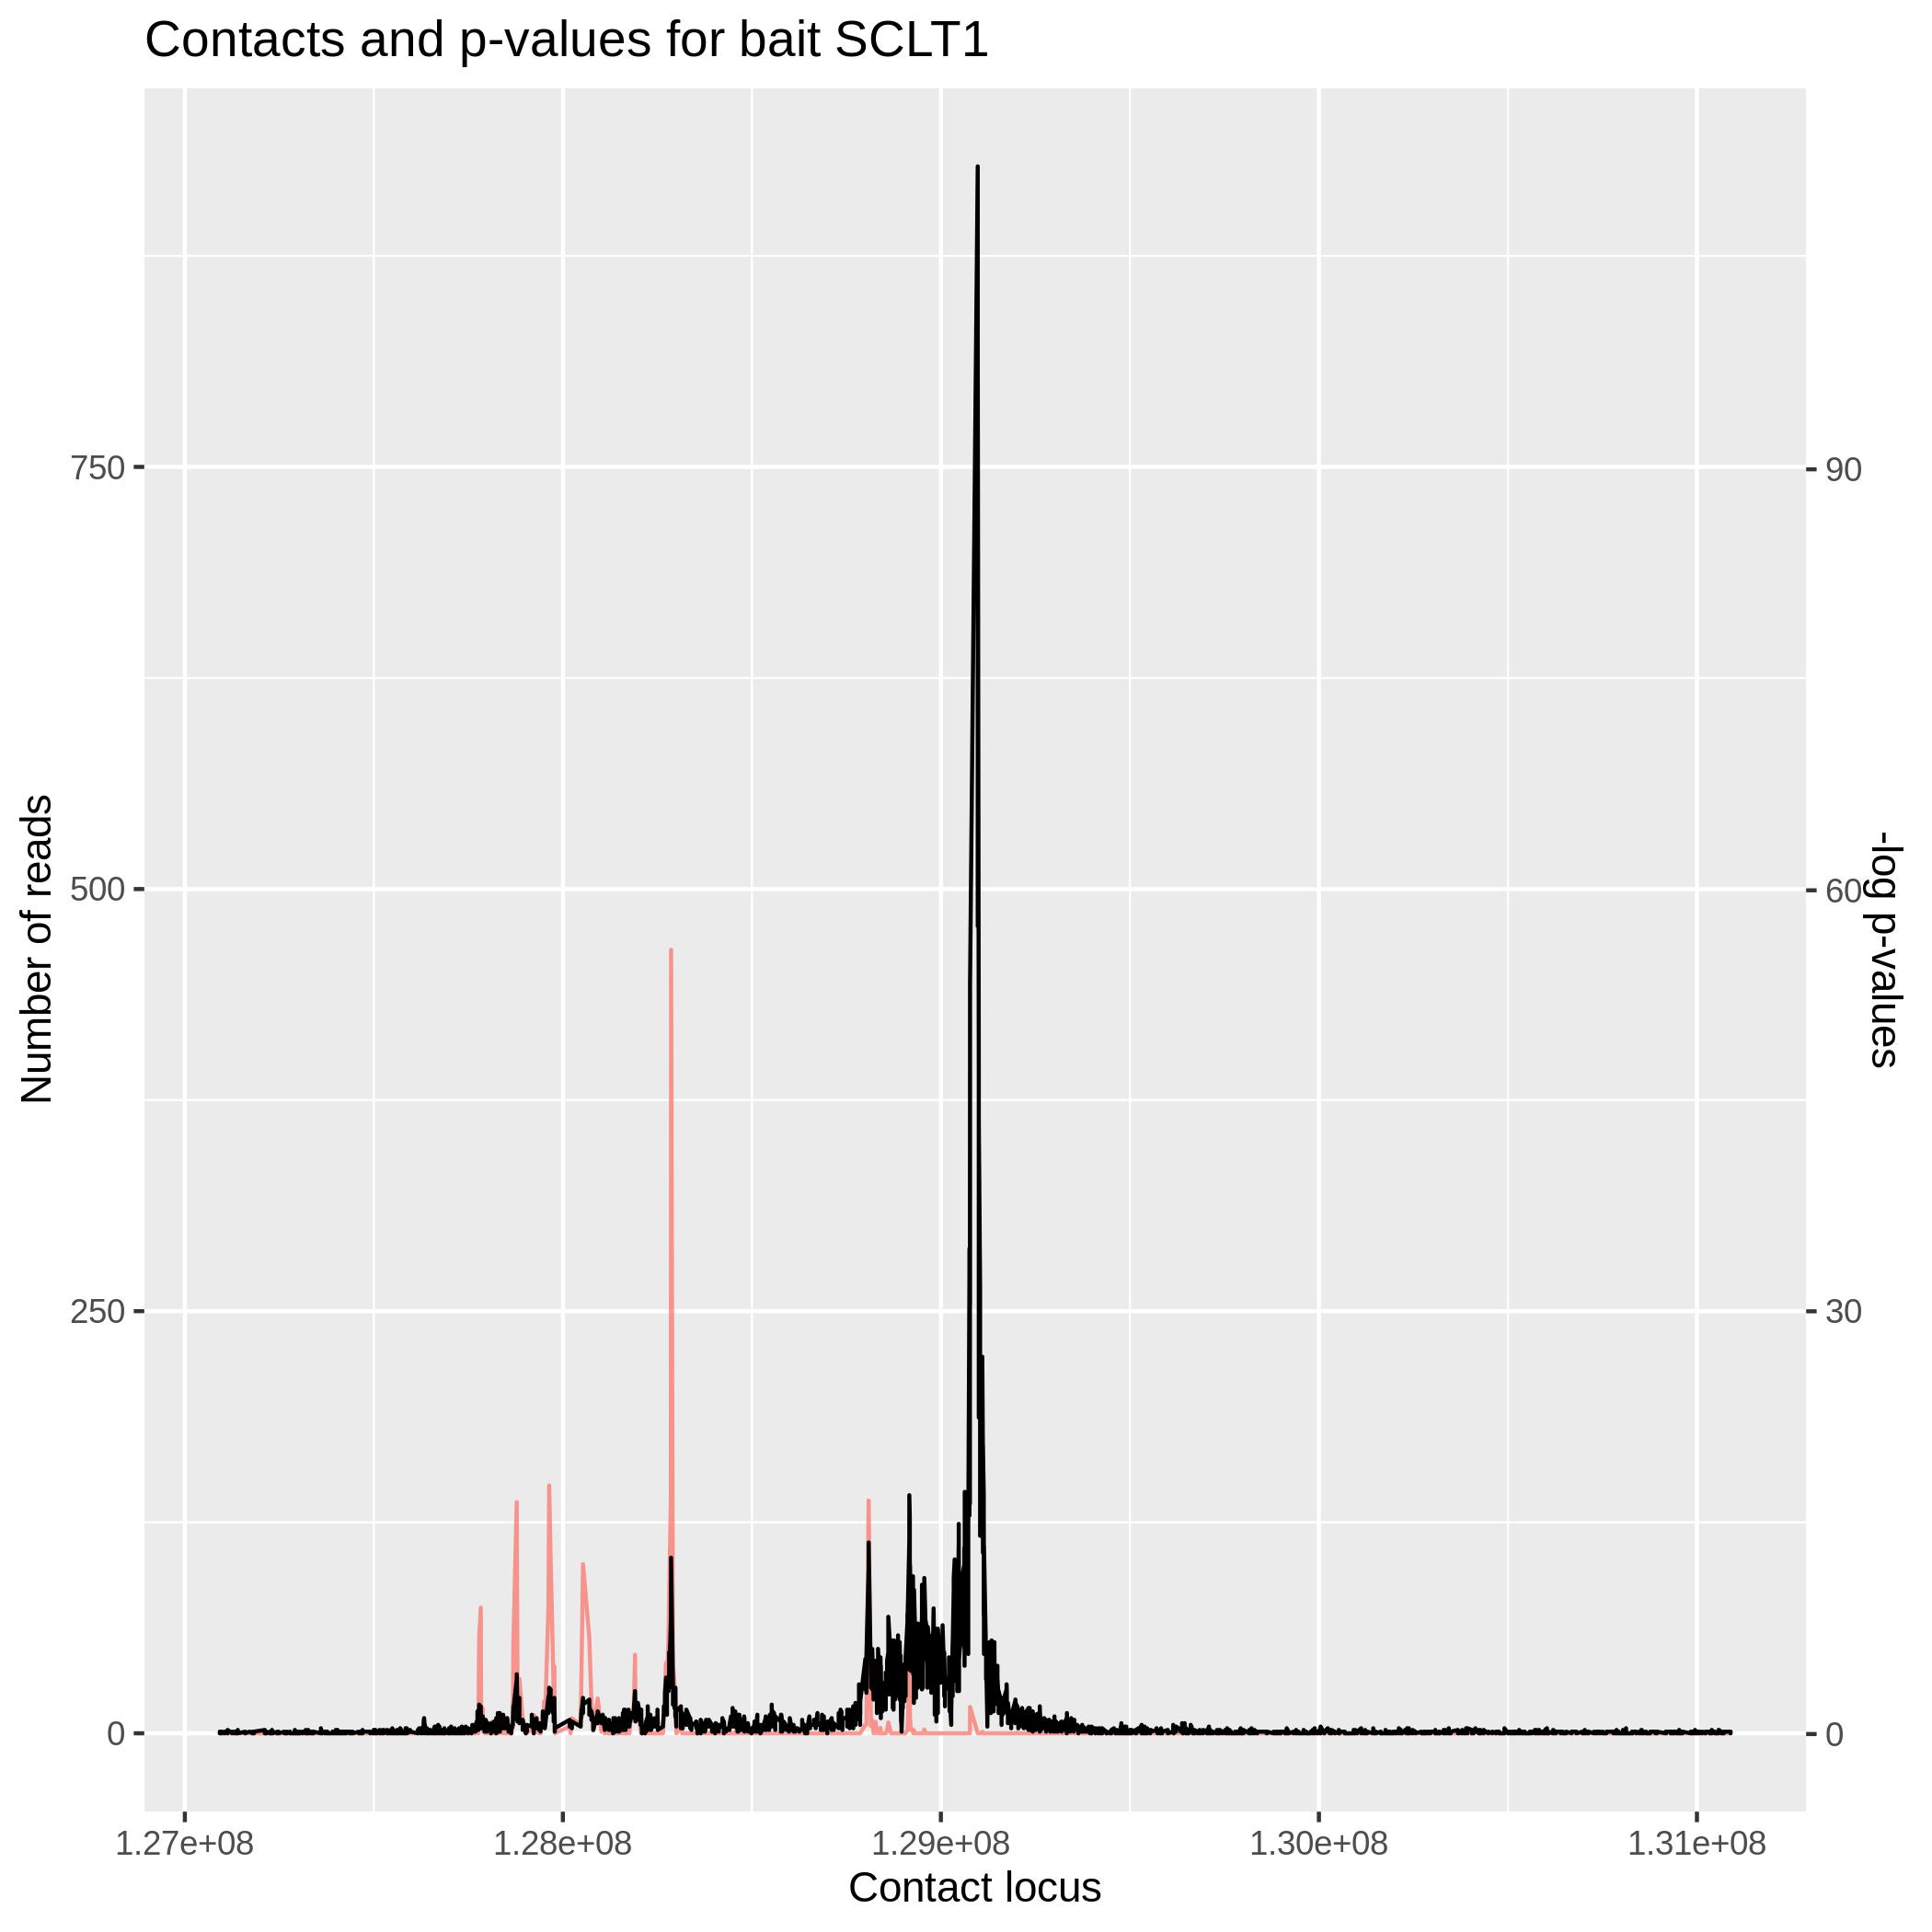 Contacts and p-values for bait SCLT1
Number of reads
750
500
250
0
90
60
30
0
-log p-values
1.27e+08
1.28e+08
1.29e+08
1.30e+08
1.31e+08
Contact locus